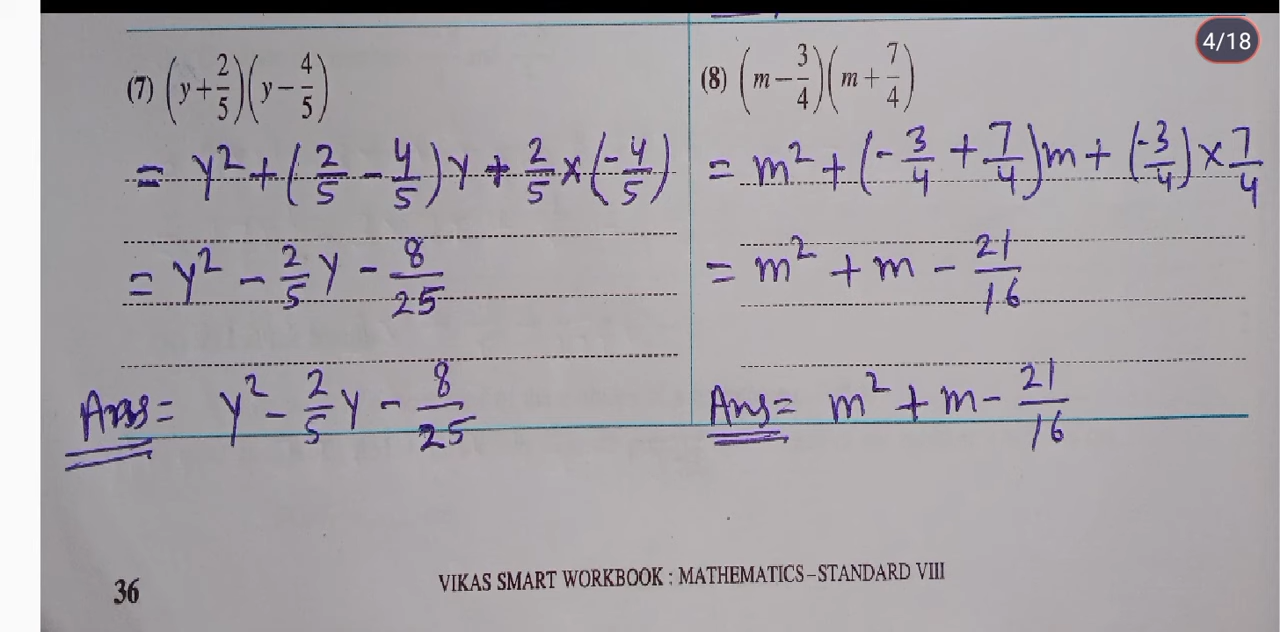 4/18
(7) (y + 2/5)(y − 4/5)
= y² + (2/5 − 4/5)y + 2/5 × (−4/5)
= y² − 2/5 y − 8/25
Ans = y² − 2/5 y − 8/25
(8) (m − 3/4)(m + 7/4)
= m² + (−3/4 + 7/4)m + (−3/4) × 7/4
= m² + m − 21/16
Ans = m² + m − 21/16
36
VIKAS SMART WORKBOOK : MATHEMATICS–STANDARD VIII